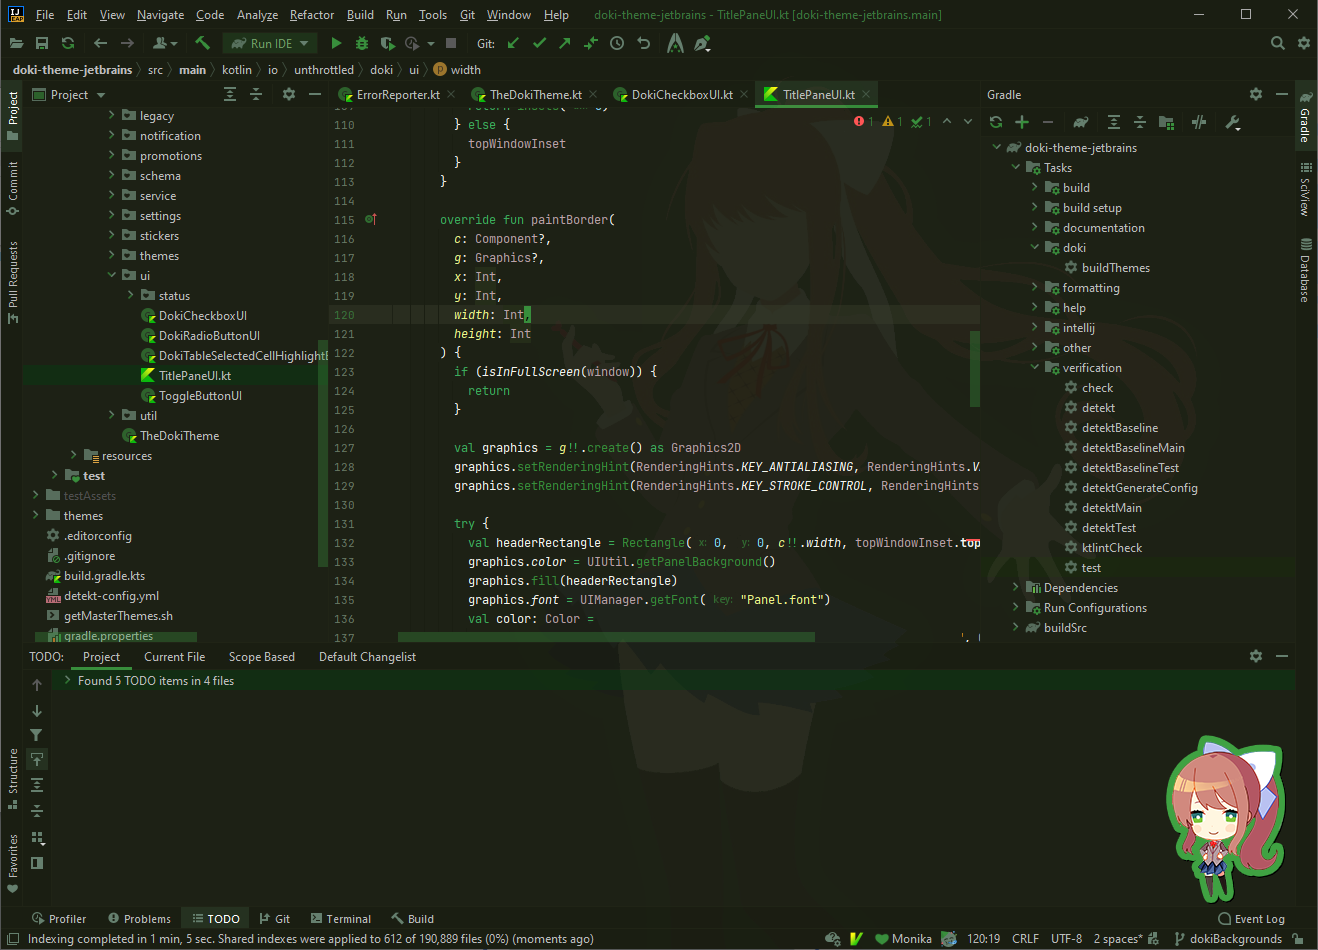 File Edit View Navigate Code Analyze Refactor Build Run Tools Git Window Help doki-theme-jetbrains - TitlePaneUI.kt [doki-theme-jetbrains.main]
Run IDE Git:
doki-theme-jetbrains src main kotlin io unthrottled doki ui width
Project
Commit
Pull Requests
Structure
Favorites
Project
legacy
notification
promotions
schema
service
settings
stickers
themes
ui
status
DokiCheckboxUI
DokiRadioButtonUI
DokiTableSelectedCellHighlight
TitlePaneUI.kt
ToggleButtonUI
util
TheDokiTheme
resources
test
testAssets
themes
.editorconfig
.gitignore
build.gradle.kts
detekt-config.yml
getMasterThemes.sh
gradle.properties
ErrorReporter.kt TheDokiTheme.kt DokiCheckboxUI.kt TitlePaneUI.kt
1 1 1
110 } else {
111 topWindowInset
112 }
113 }
114
115 override fun paintBorder(
116 c: Component?,
117 g: Graphics?,
118 x: Int,
119 y: Int,
120 width: Int,
121 height: Int
122 ) {
123 if (isInFullScreen(window)) {
124 return
125 }
126
127 val graphics = g!!.create() as Graphics2D
128 graphics.setRenderingHint(RenderingHints.KEY_ANTIALIASING, RenderingHints.V
129 graphics.setRenderingHint(RenderingHints.KEY_STROKE_CONTROL, RenderingHints
130
131 try {
132 val headerRectangle = Rectangle( x: 0, y: 0, c!!.width, topWindowInset.top
133 graphics.color = UIUtil.getPanelBackground()
134 graphics.fill(headerRectangle)
135 graphics.font = UIManager.getFont( key: "Panel.font")
136 val color: Color =
137
Gradle
doki-theme-jetbrains
Tasks
build
build setup
documentation
doki
buildThemes
formatting
help
intellij
other
verification
check
detekt
detektBaseline
detektBaselineMain
detektBaselineTest
detektGenerateConfig
detektMain
detektTest
ktlintCheck
test
Dependencies
Run Configurations
buildSrc
Gradle
SciView
Database
TODO: Project Current File Scope Based Default Changelist
Found 5 TODO items in 4 files
Profiler Problems TODO Git Terminal Build Event Log
Indexing completed in 1 min, 5 sec. Shared indexes were applied to 612 of 190,889 files (0%) (moments ago) Monika 120:19 CRLF UTF-8 2 spaces* dokiBackgrounds